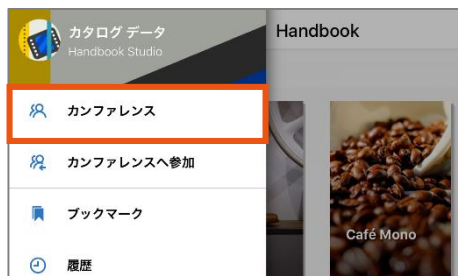 カタログ データ
Handbook Studio
Handbook
カンファレンス
カンファレンスへ参加
ブックマーク
履歴
Café Mono